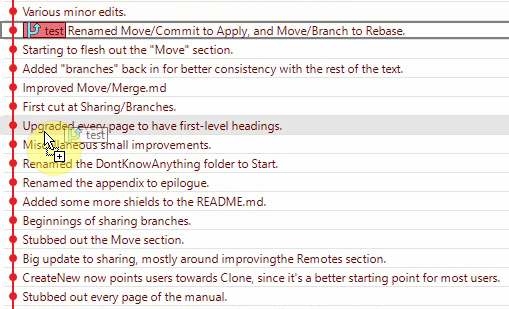 Various minor edits.
test Renamed Move/Commit to Apply, and Move/Branch to Rebase.
Starting to flesh out the "Move" section.
Added "branches" back in for better consistency with the rest of the text.
Improved Move/Merge.md
First cut at Sharing/Branches.
Upgraded every page to have first-level headings.
test
Miscellaneous small improvements.
Renamed the DontKnowAnything folder to Start.
Renamed the appendix to epilogue.
Added some more shields to the README.md.
Beginnings of sharing branches.
Stubbed out the Move section.
Big update to sharing, mostly around improvingthe Remotes section.
CreateNew now points users towards Clone, since it's a better starting point for most users.
Stubbed out every page of the manual.